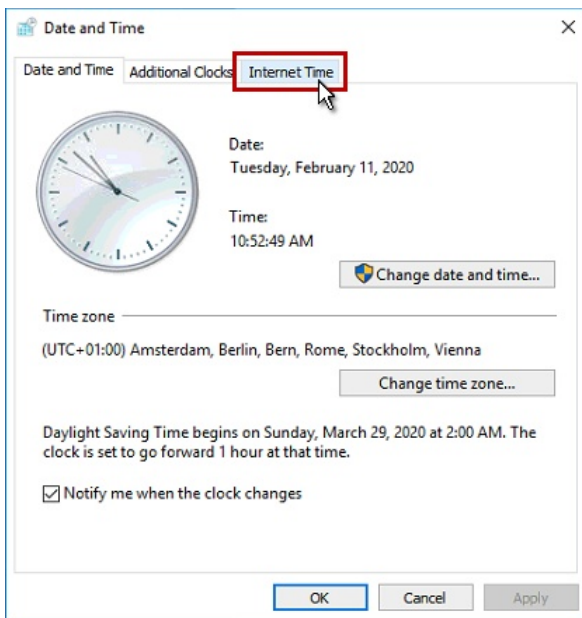 Date and Time
Date and Time
Additional Clocks
Internet Time
Date:
Tuesday, February 11, 2020
Time:
10:52:49 AM
Change date and time...
Time zone
(UTC+01:00) Amsterdam, Berlin, Bern, Rome, Stockholm, Vienna
Change time zone...
Daylight Saving Time begins on Sunday, March 29, 2020 at 2:00 AM. The
clock is set to go forward 1 hour at that time.
Notify me when the clock changes
OK
Cancel
Apply